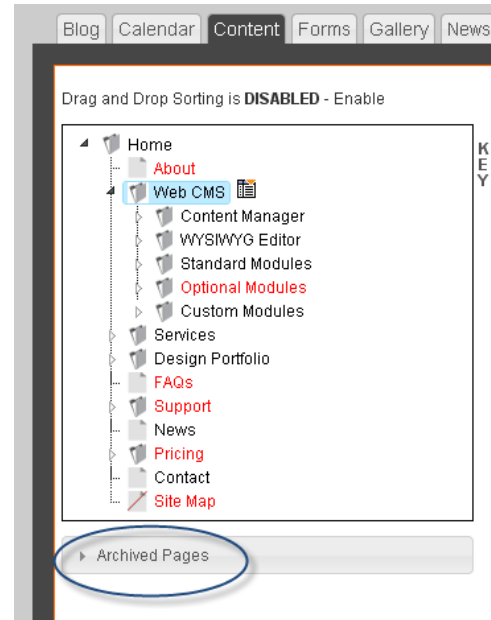 Blog Calendar Content Forms Gallery News
Drag and Drop Sorting is DISABLED - Enable
Home
About
Web CMS
Content Manager
WYSIWYG Editor
Standard Modules
Optional Modules
Custom Modules
Services
Design Portfolio
FAQs
Support
News
Pricing
Contact
Site Map
K
E
Y
Archived Pages